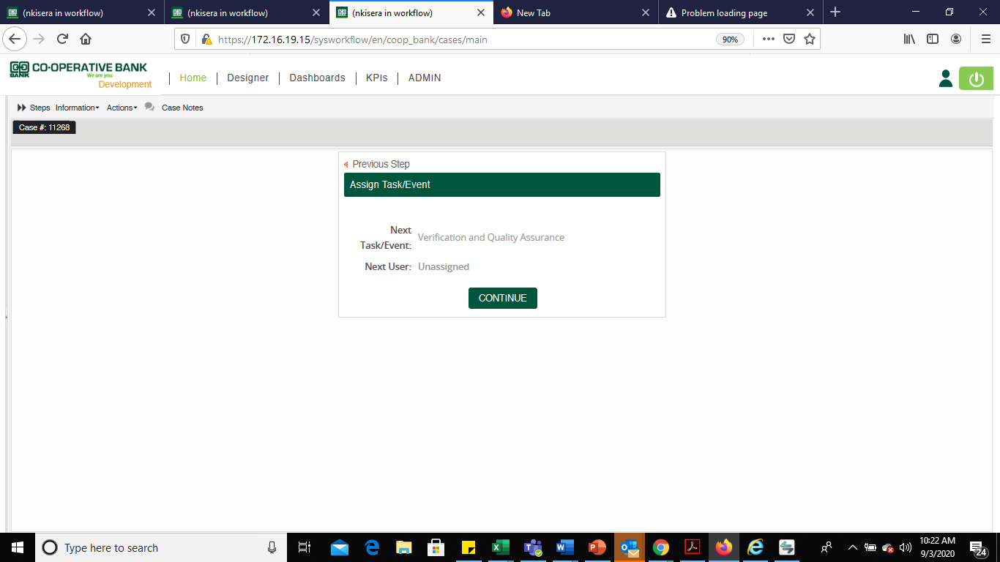 (nkisera in workflow)
(nkisera in workflow)
(nkisera in workflow)
New Tab
Problem loading page
https://172.16.19.15/sysworkflow/en/coop_bank/cases/main
90%
CO-OPERATIVE BANK
BANK
We are you
Development
Home
Designer
Dashboards
KPIs
ADMIN
Steps
Information
Actions
Case Notes
Case #: 11268
Previous Step
Assign Task/Event
Next
Task/Event:
Verification and Quality Assurance
Next User: Unassigned
CONTINUE
Type here to search
10:22 AM
9/3/2020
24